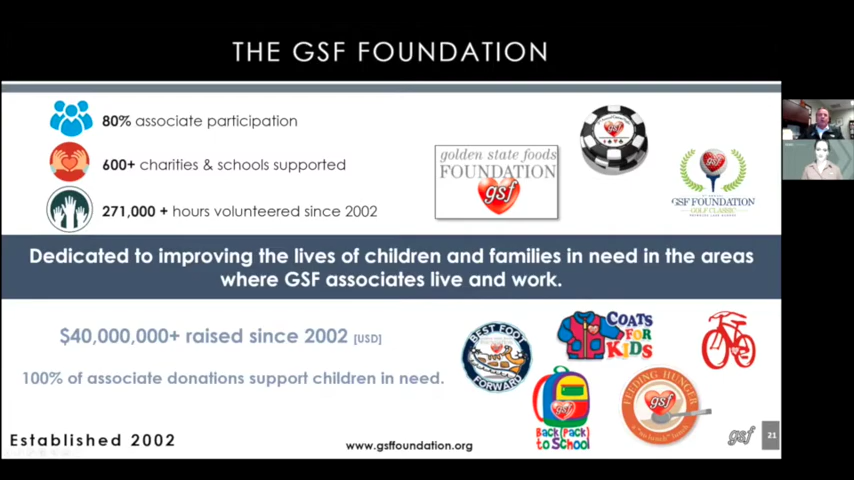 THE GSF FOUNDATION
80% associate participation
600+ charities & schools supported
271,000 + hours volunteered since 2002
golden state foods
FOUNDATION
gsf
gsf
GSF FOUNDATION
GOLF CLASSIC
Dedicated to improving the lives of children and families in need in the areas
where GSF associates live and work.
$40,000,000+ raised since 2002 [USD]
100% of associate donations support children in need.
BEST FOOT
FORWARD
COATS
FOR
KIDS
BACK (PACK)
to SCHOOL
gsf
FEEDING HUNGER
gsf
Established 2002
www.gsffoundation.org
gsf
21